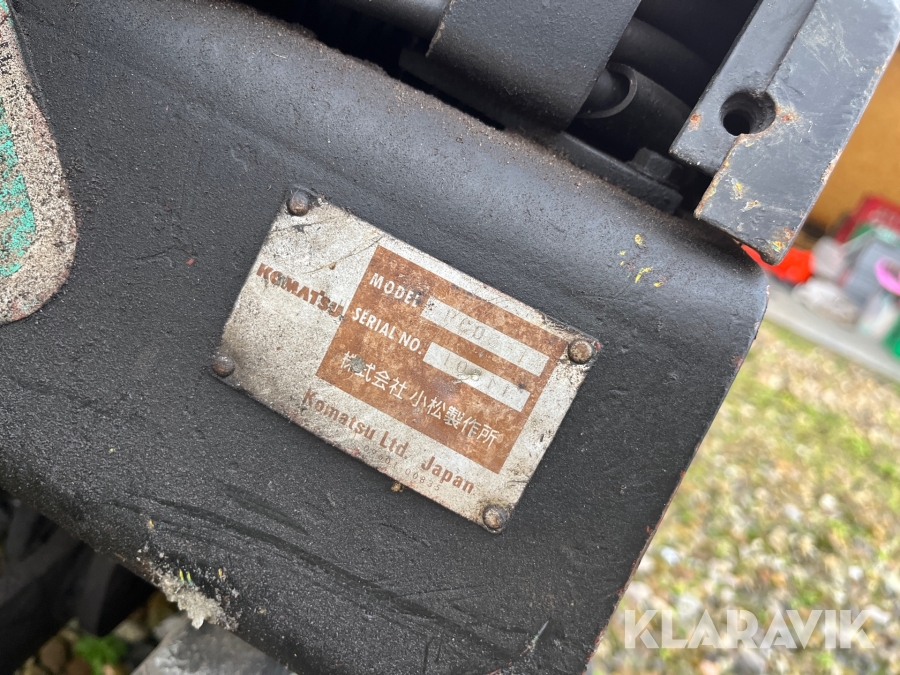 KOMATSU
MODEL
SERIAL NO.
株式会社 小松製作所
Komatsu Ltd. Japan
KLARAVIK